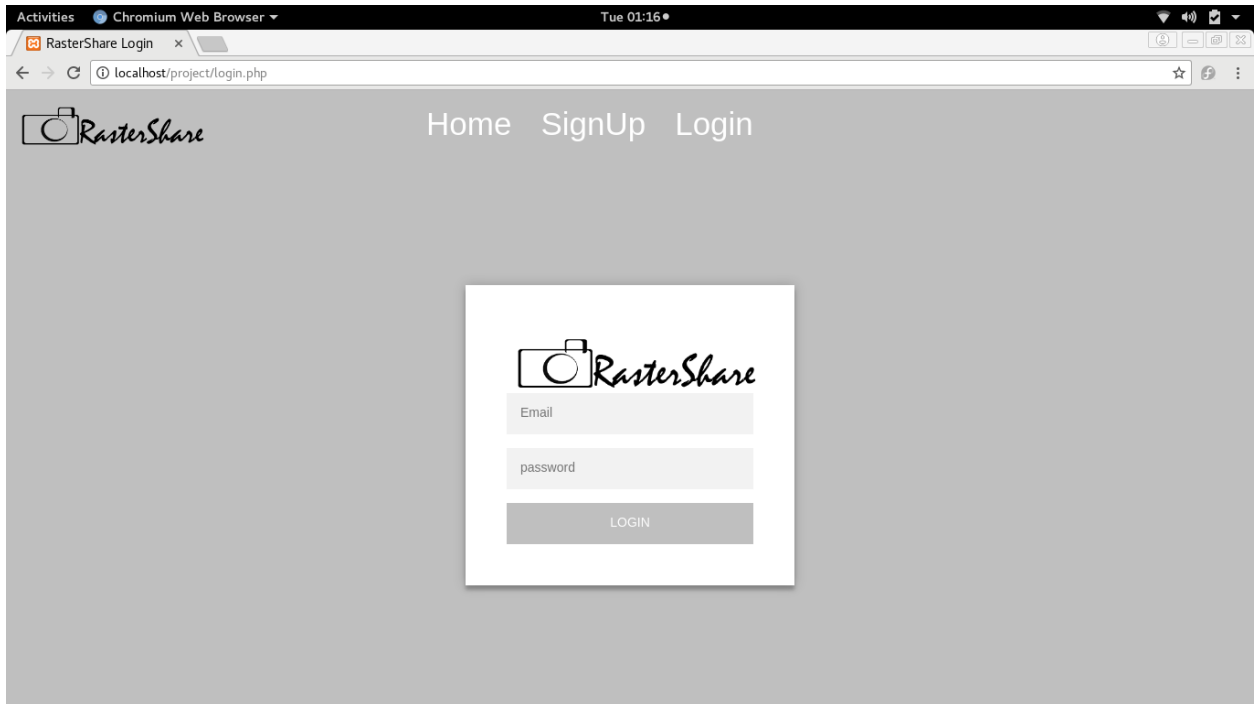 Activities Chromium Web Browser Tue 01:16
RasterShare Login
localhost/project/login.php
RasterShare Home SignUp Login
RasterShare
Email
password
LOGIN